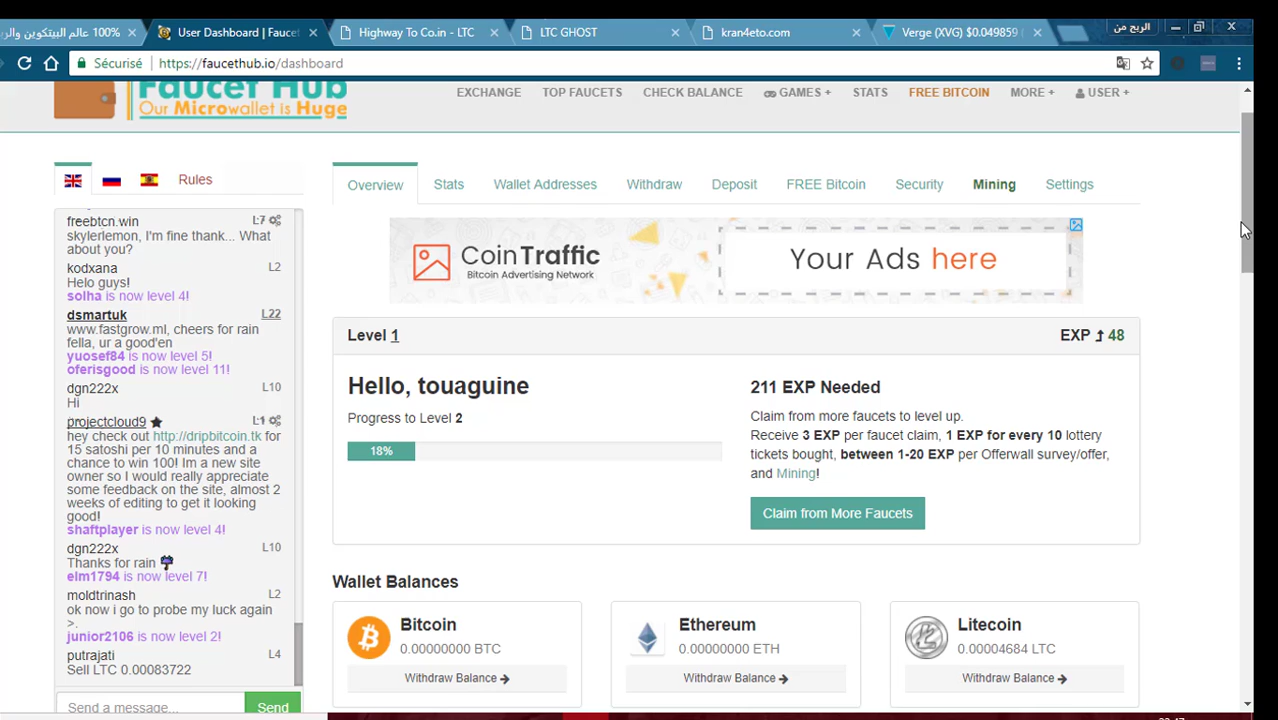 100% عالم البيتكوين والر
User Dashboard | Faucet
Highway To Co.in - LTC
LTC GHOST
kran4eto.com
Verge (XVG) $0.049859
الربح من
Sécurisé
https://faucethub.io/dashboard
Faucet Hub
Our Microwallet is Huge
EXCHANGE
TOP FAUCETS
CHECK BALANCE
GAMES +
STATS
FREE BITCOIN
MORE +
USER +
Rules
freebtcn.win L7
skylerlemon, I'm fine thank... What
about you?
kodxana L2
Helo guys!
solha is now level 4!
dsmartuk L22
www.fastgrow.ml, cheers for rain
fella, ur a good'en
yuosef84 is now level 5!
oferisgood is now level 11!
dgn222x L10
Hi
projectcloud9 L1
hey check out http://dripbitcoin.tk for
15 satoshi per 10 minutes and a
chance to win 100! Im a new site
owner so I would really appreciate
some feedback on the site, almost 2
weeks of editing to get it looking
good!
shaftplayer is now level 4!
dgn222x L10
Thanks for rain
elm1794 is now level 7!
moldtrinash L2
ok now i go to probe my luck again
>.
junior2106 is now level 2!
putrajati L4
Sell LTC 0.00083722
Send a message...
Send
Overview
Stats
Wallet Addresses
Withdraw
Deposit
FREE Bitcoin
Security
Mining
Settings
CoinTraffic
Bitcoin Advertising Network
Your Ads here
Level 1
EXP 48
Hello, touaguine
Progress to Level 2
18%
211 EXP Needed
Claim from more faucets to level up.
Receive 3 EXP per faucet claim, 1 EXP for every 10 lottery
tickets bought, between 1-20 EXP per Offerwall survey/offer,
and Mining!
Claim from More Faucets
Wallet Balances
Bitcoin
0.00000000 BTC
Withdraw Balance
Ethereum
0.00000000 ETH
Withdraw Balance
Litecoin
0.00004684 LTC
Withdraw Balance